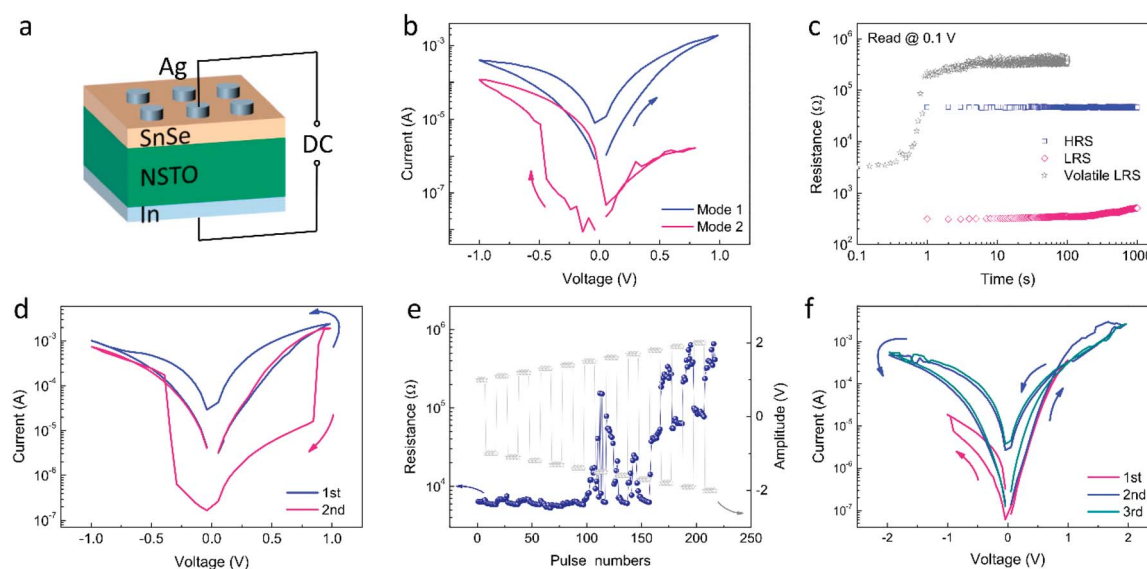 a
Ag
SnSe
NSTO
In
DC
b
Current (A)
10⁻³
10⁻⁵
10⁻⁷
-1.0 -0.5 0.0 0.5 1.0
Voltage (V)
Mode 1
Mode 2
c
Read @ 0.1 V
Resistance (Ω)
10⁶
10⁵
10⁴
10³
10²
0.1 1 10 100 1000
Time (s)
HRS
LRS
Volatile LRS
d
Current (A)
10⁻³
10⁻⁴
10⁻⁵
10⁻⁶
10⁻⁷
-1.0 -0.5 0.0 0.5 1.0
Voltage (V)
1st
2nd
e
Resistance (Ω)
10⁶
10⁵
10⁴
0 50 100 150 200 250
Pulse numbers
2
0
-2
Amplitude (V)
f
Current (A)
10⁻³
10⁻⁴
10⁻⁵
10⁻⁶
10⁻⁷
-2 -1 0 1 2
Voltage (V)
1st
2nd
3rd